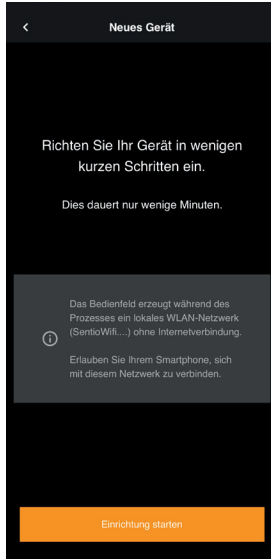 Neues Gerät
Richten Sie Ihr Gerät in wenigen
kurzen Schritten ein.
Dies dauert nur wenige Minuten.
Das Bedienfeld erzeugt während des
Prozesses ein lokales WLAN-Netzwerk
(SentioWifi....) ohne Internetverbindung.
Erlauben Sie Ihrem Smartphone, sich
mit diesem Netzwerk zu verbinden.
Einrichtung starten